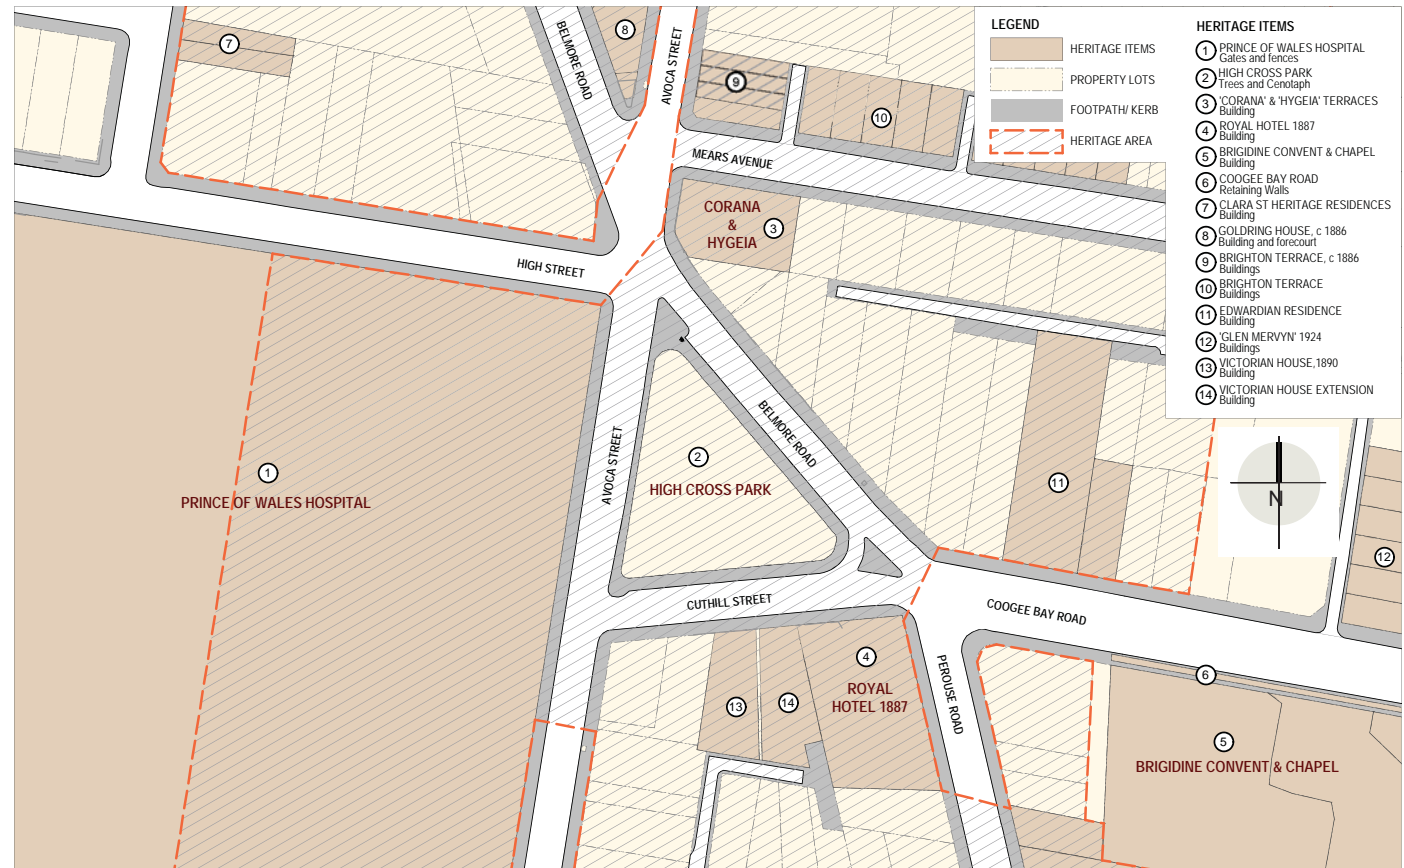 LEGEND
HERITAGE ITEMS
PROPERTY LOTS
FOOTPATH/ KERB
HERITAGE AREA
HERITAGE ITEMS
1 PRINCE OF WALES HOSPITAL
Gates and fences
2 HIGH CROSS PARK
Trees and Cenotaph
3 'CORANA' & 'HYGEIA' TERRACES
Building
4 ROYAL HOTEL 1887
Building
5 BRIGIDINE CONVENT & CHAPEL
Building
6 COOGEE BAY ROAD
Retaining Walls
7 CLARA ST HERITAGE RESIDENCES
Building
8 GOLDRING HOUSE, c 1886
Building and forecourt
9 BRIGHTON TERRACE, c 1886
Buildings
10 BRIGHTON TERRACE
Buildings
11 EDWARDIAN RESIDENCE
Building
12 'GLEN MERVYN' 1924
Buildings
13 VICTORIAN HOUSE,1890
Building
14 VICTORIAN HOUSE EXTENSION
Building
7
BELMORE ROAD
8
AVOCA STREET
9
10
MEARS AVENUE
CORANA
&
HYGEIA
3
HIGH STREET
BELMORE ROAD
AVOCA STREET
2
HIGH CROSS PARK
1
PRINCE OF WALES HOSPITAL
11
N
12
CUTHILL STREET
COOGEE BAY ROAD
4
ROYAL
HOTEL 1887
13
14
PEROUSE ROAD
6
5
BRIGIDINE CONVENT & CHAPEL